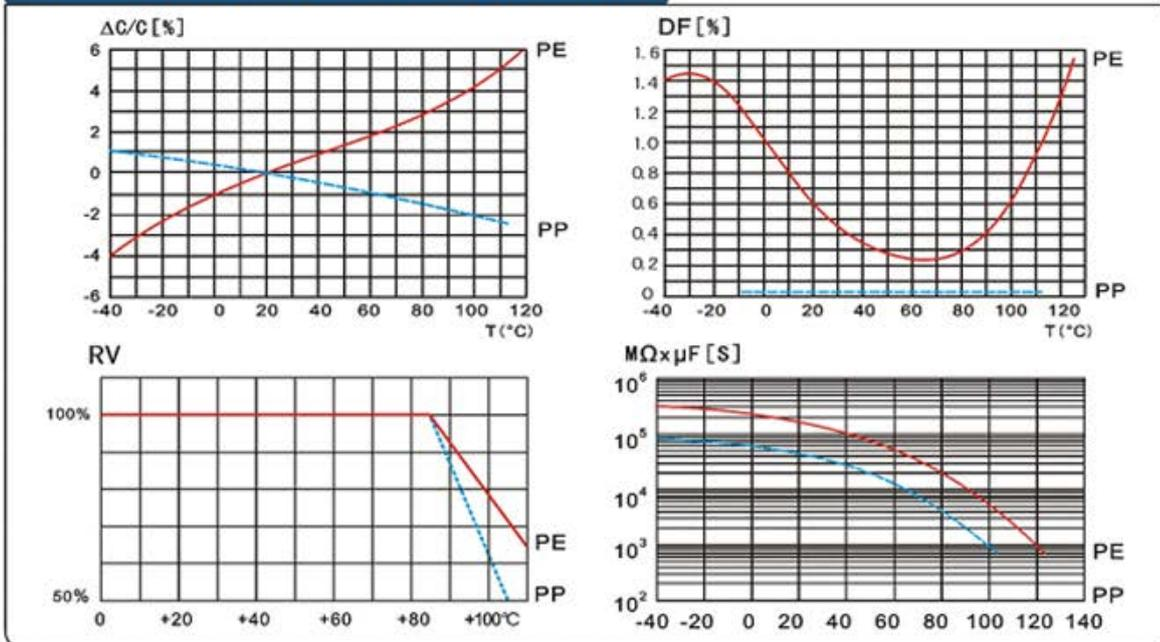 ΔC/C[%]
6
4
2
0
-2
-4
-6
PE
PP
-40 -20 0 20 40 60 80 100 120
T(°C)
DF[%]
1.6
1.4
1.2
1.0
0.8
0.6
0.4
0.2
0
PE
PP
-40 -20 0 20 40 60 80 100 120
T(°C)
RV
100%
50%
PE
PP
0 +20 +40 +60 +80 +100℃
MΩ×μF[S]
10⁶
10⁵
10⁴
10³
10²
PE
PP
-40 -20 0 20 40 60 80 100 120 140